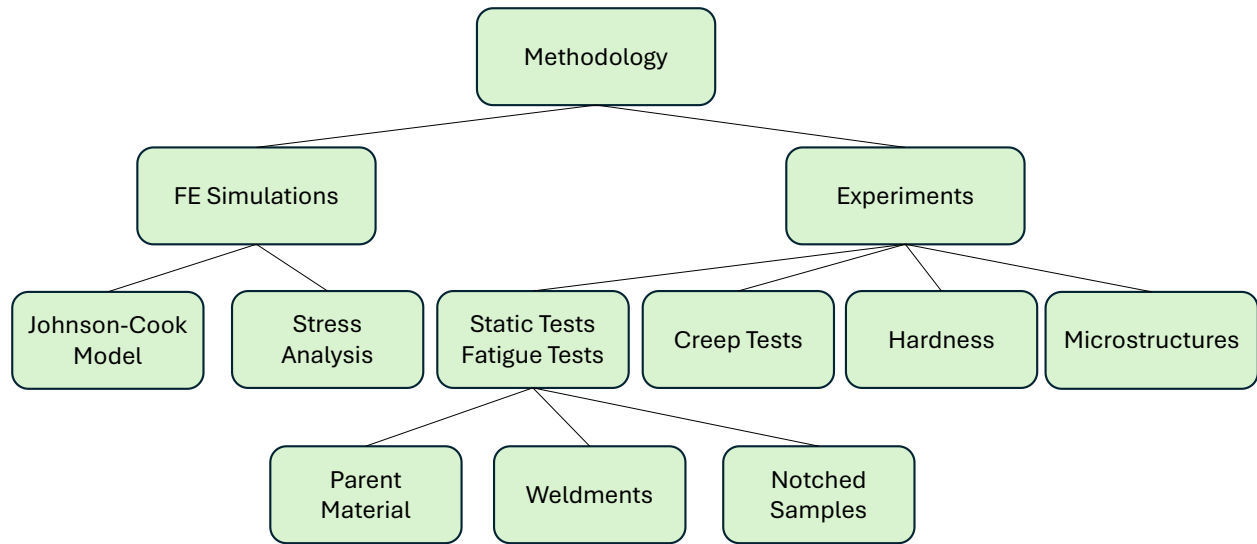 Methodology
FE Simulations
Experiments
Johnson-Cook
Model
Stress
Analysis
Static Tests
Fatigue Tests
Creep Tests
Hardness
Microstructures
Parent
Material
Weldments
Notched
Samples